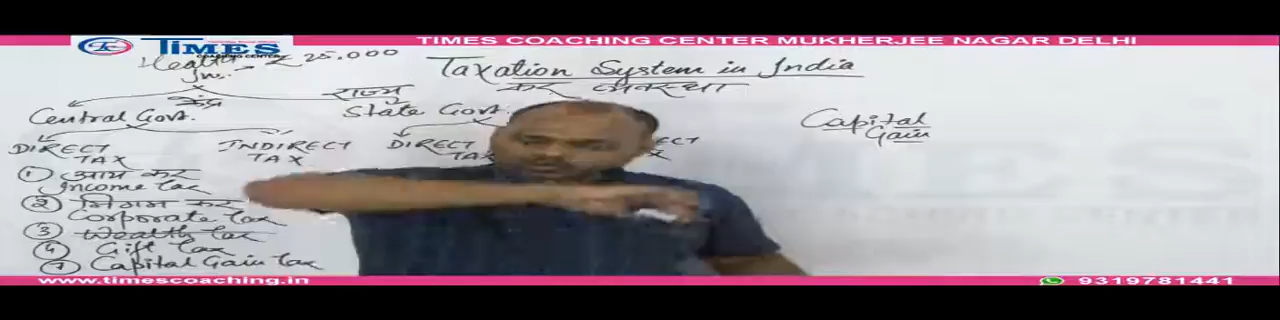 TIMES COACHING CENTER MUKHERJEE NAGAR DELHI
TIMES
Health ₹ 25.000
Ins.
Taxation System in India
कर व्यवस्था
केंद्र
राज्य
Central Govt.
State Govt.
Capital
Gain
DIRECT
TAX
INDIRECT
TAX
DIRECT
TAX
① आय कर
Income tax
② निगम कर
Corporate tax
③ Wealth tax
④ Gift tax
Capital Gain tax
www.timescoaching.in
9319781441